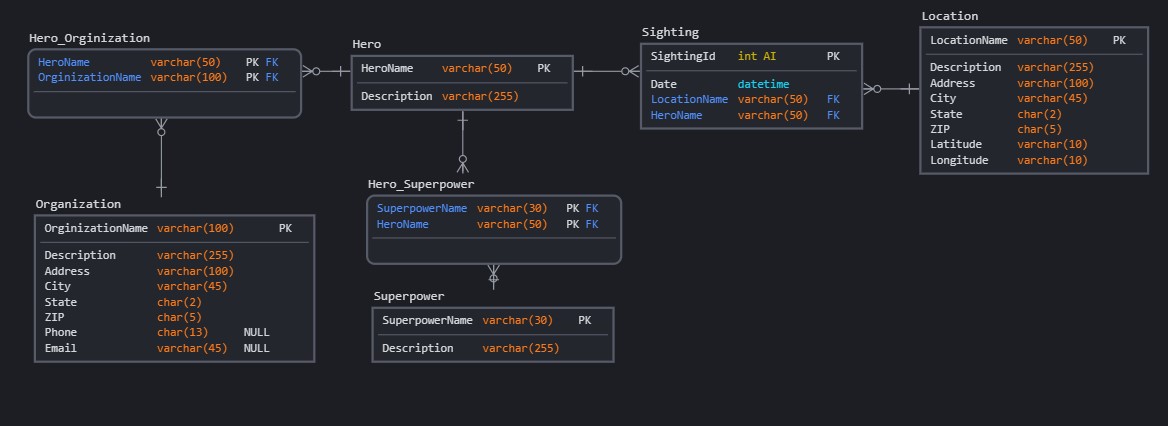 Hero_Orginization
HeroName varchar(50) PK FK
OrginizationName varchar(100) PK FK
Hero
HeroName varchar(50) PK
Description varchar(255)
Sighting
SightingId int AI PK
Date datetime
LocationName varchar(50) FK
HeroName varchar(50) FK
Location
LocationName varchar(50) PK
Description varchar(255)
Address varchar(100)
City varchar(45)
State char(2)
ZIP char(5)
Latitude varchar(10)
Longitude varchar(10)
Organization
OrginizationName varchar(100) PK
Description varchar(255)
Address varchar(100)
City varchar(45)
State char(2)
ZIP char(5)
Phone char(13) NULL
Email varchar(45) NULL
Hero_Superpower
SuperpowerName varchar(30) PK FK
HeroName varchar(50) PK FK
Superpower
SuperpowerName varchar(30) PK
Description varchar(255)